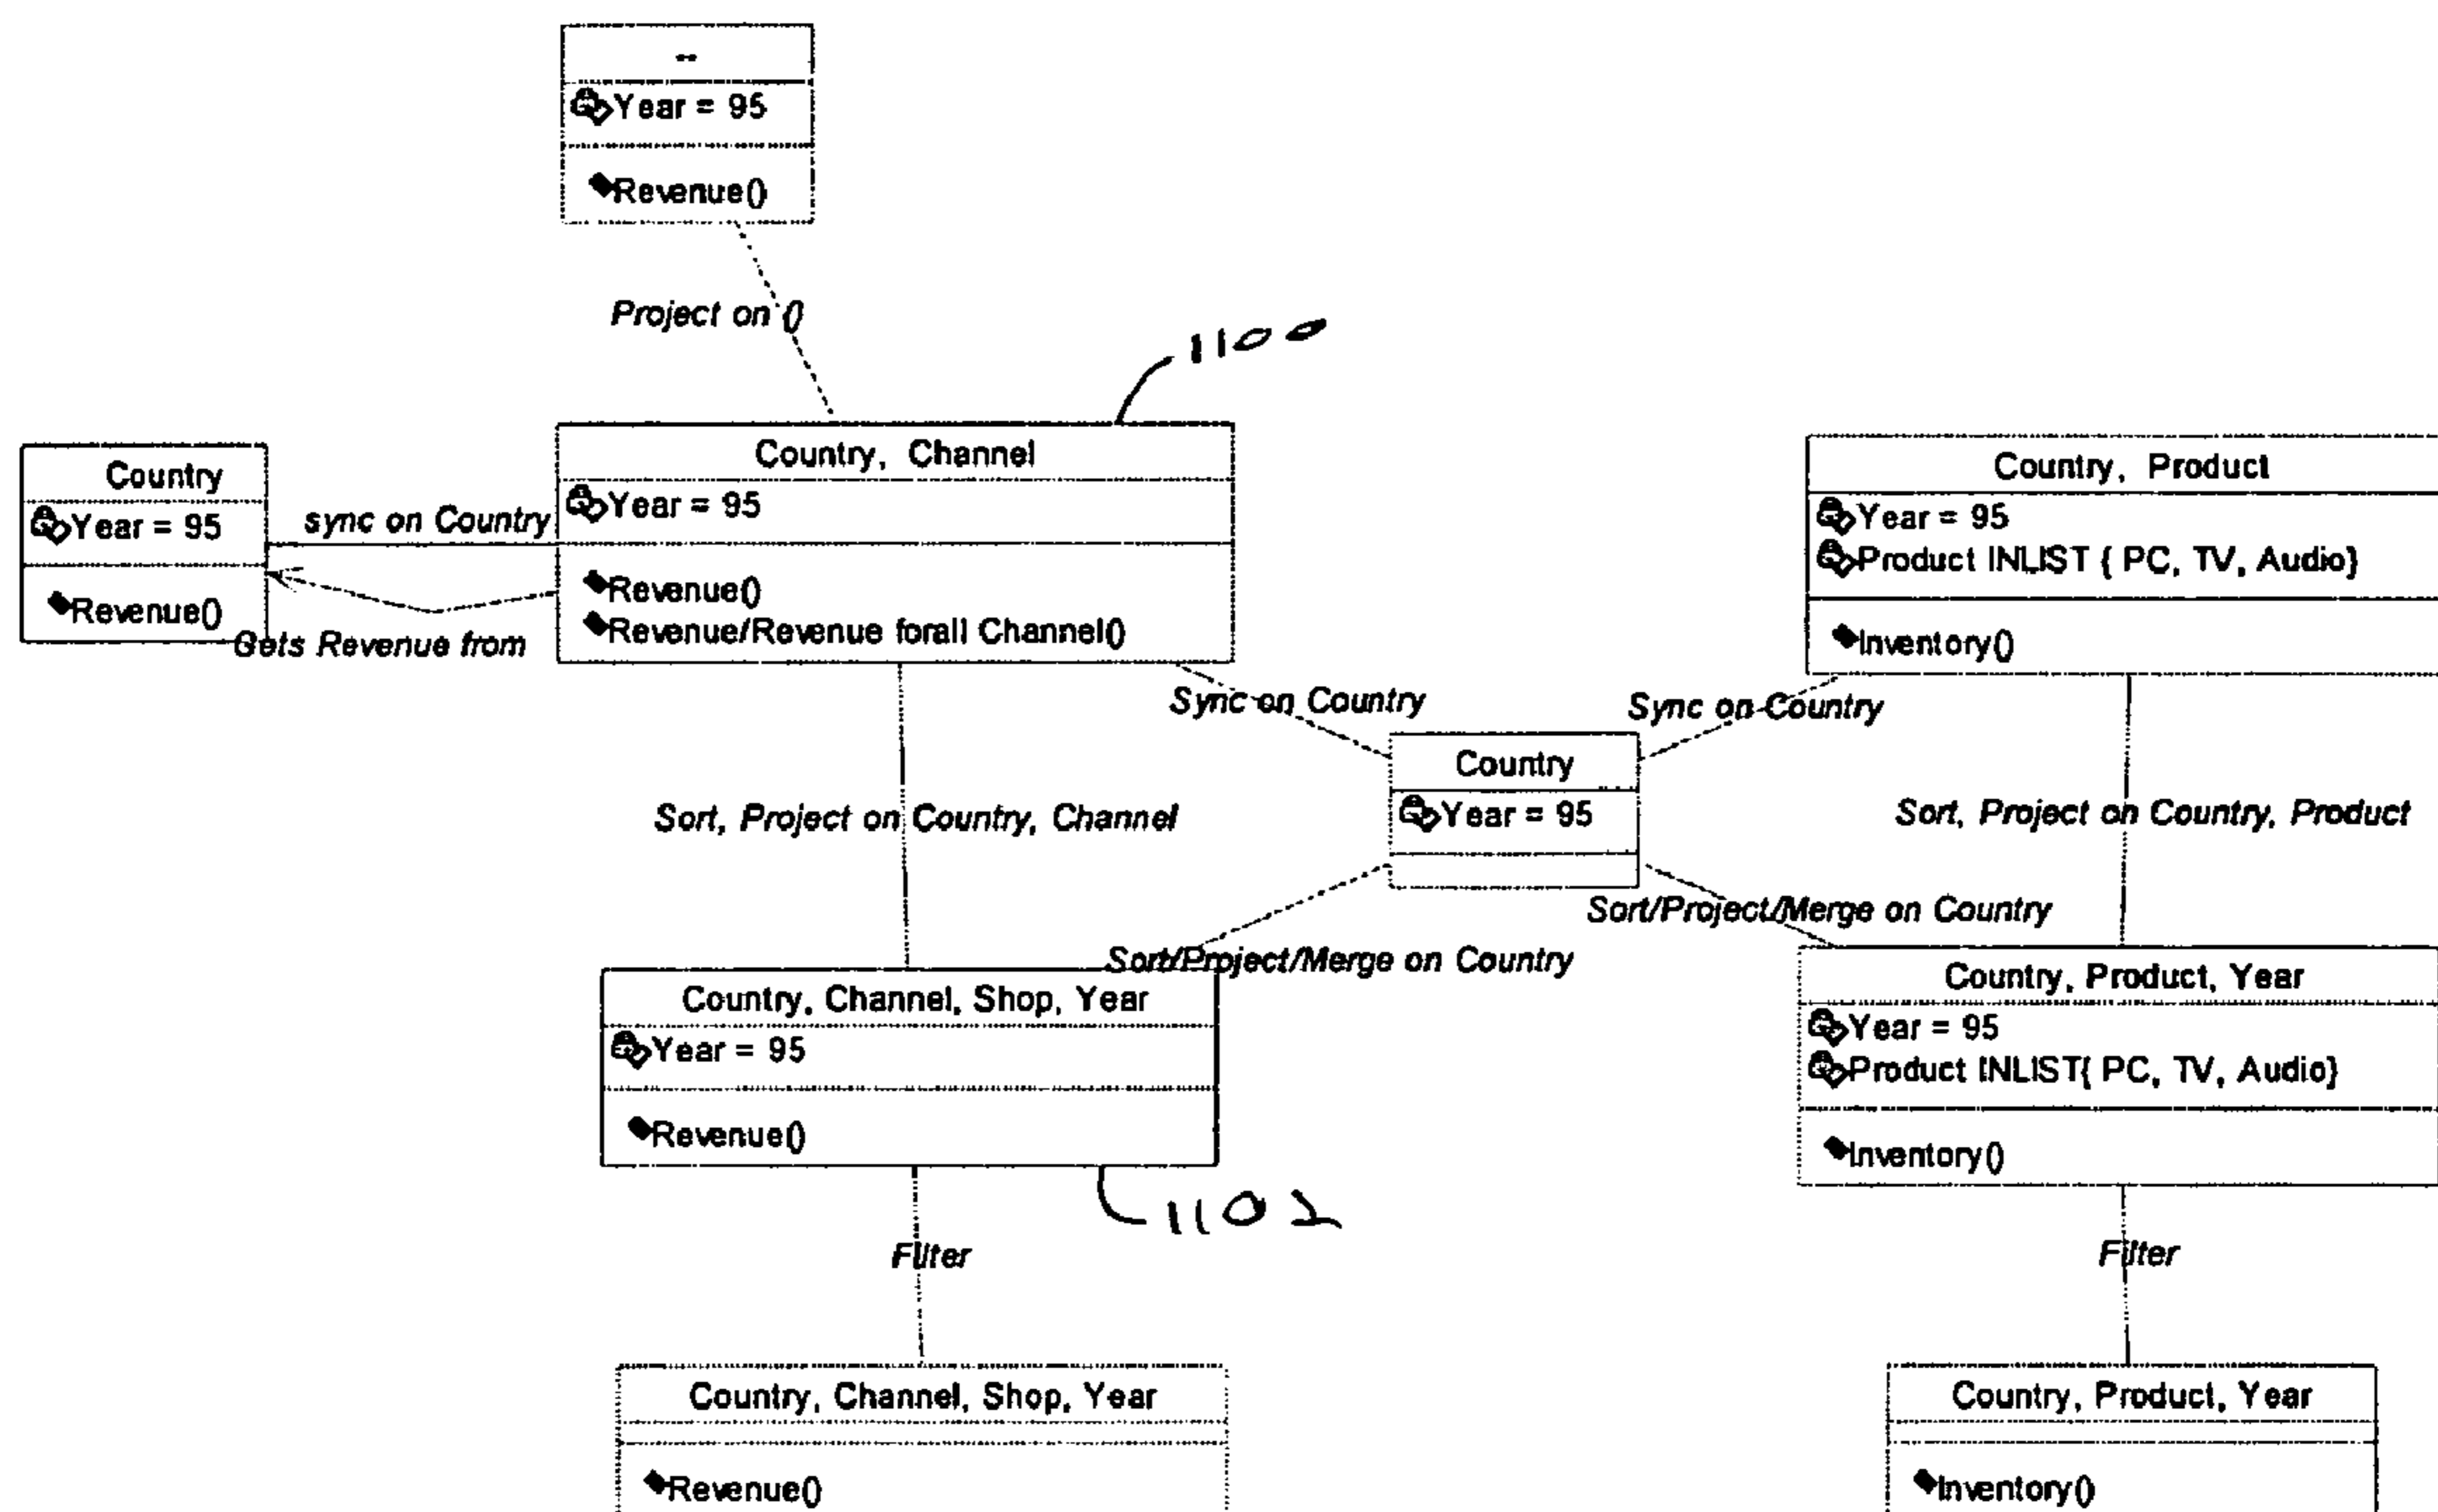 --
Year = 95
Revenue()
Project on ()
1100
Country
Year = 95
Revenue()
sync on Country
Gets Revenue from
Country, Channel
Year = 95
Revenue()
Revenue/Revenue forall Channel()
Country, Product
Year = 95
Product INLIST { PC, TV, Audio}
Inventory()
Sync on Country
Sync on Country
Country
Year = 95
Sort, Project on Country, Channel
Sort, Project on Country, Product
Sort/Project/Merge on Country
Sort/Project/Merge on Country
Country, Channel, Shop, Year
Year = 95
Revenue()
1102
Country, Product, Year
Year = 95
Product INLIST{ PC, TV, Audio}
Inventory()
Filter
Filter
Country, Channel, Shop, Year
Revenue()
Country, Product, Year
Inventory()